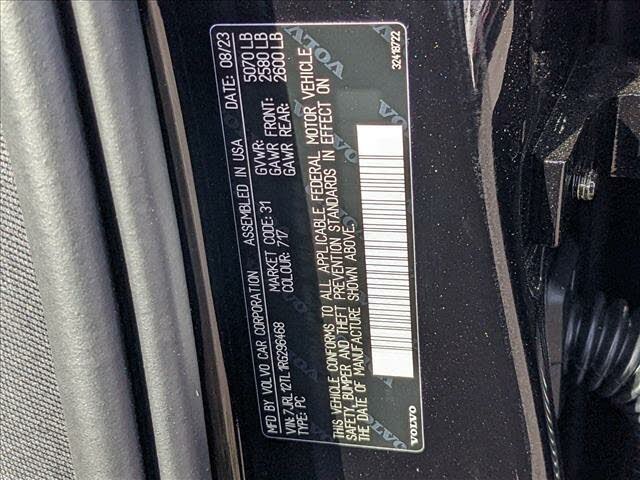 MFD BY VOLVO CAR CORPORATION ASSEMBLED IN USA DATE: 08/23
VIN: 7JRL12TL1RG296468 MARKET CODE: 31 GVWR: 5070 LB
TYPE: PC COLOUR: 717 GAWR FRONT: 2580 LB
GAWR REAR: 2600 LB
THIS VEHICLE CONFORMS TO ALL APPLICABLE FEDERAL MOTOR VEHICLE
SAFETY, BUMPER AND THEFT PREVENTION STANDARDS IN EFFECT ON
THE DATE OF MANUFACTURE SHOWN ABOVE.
VOLVO 32418722